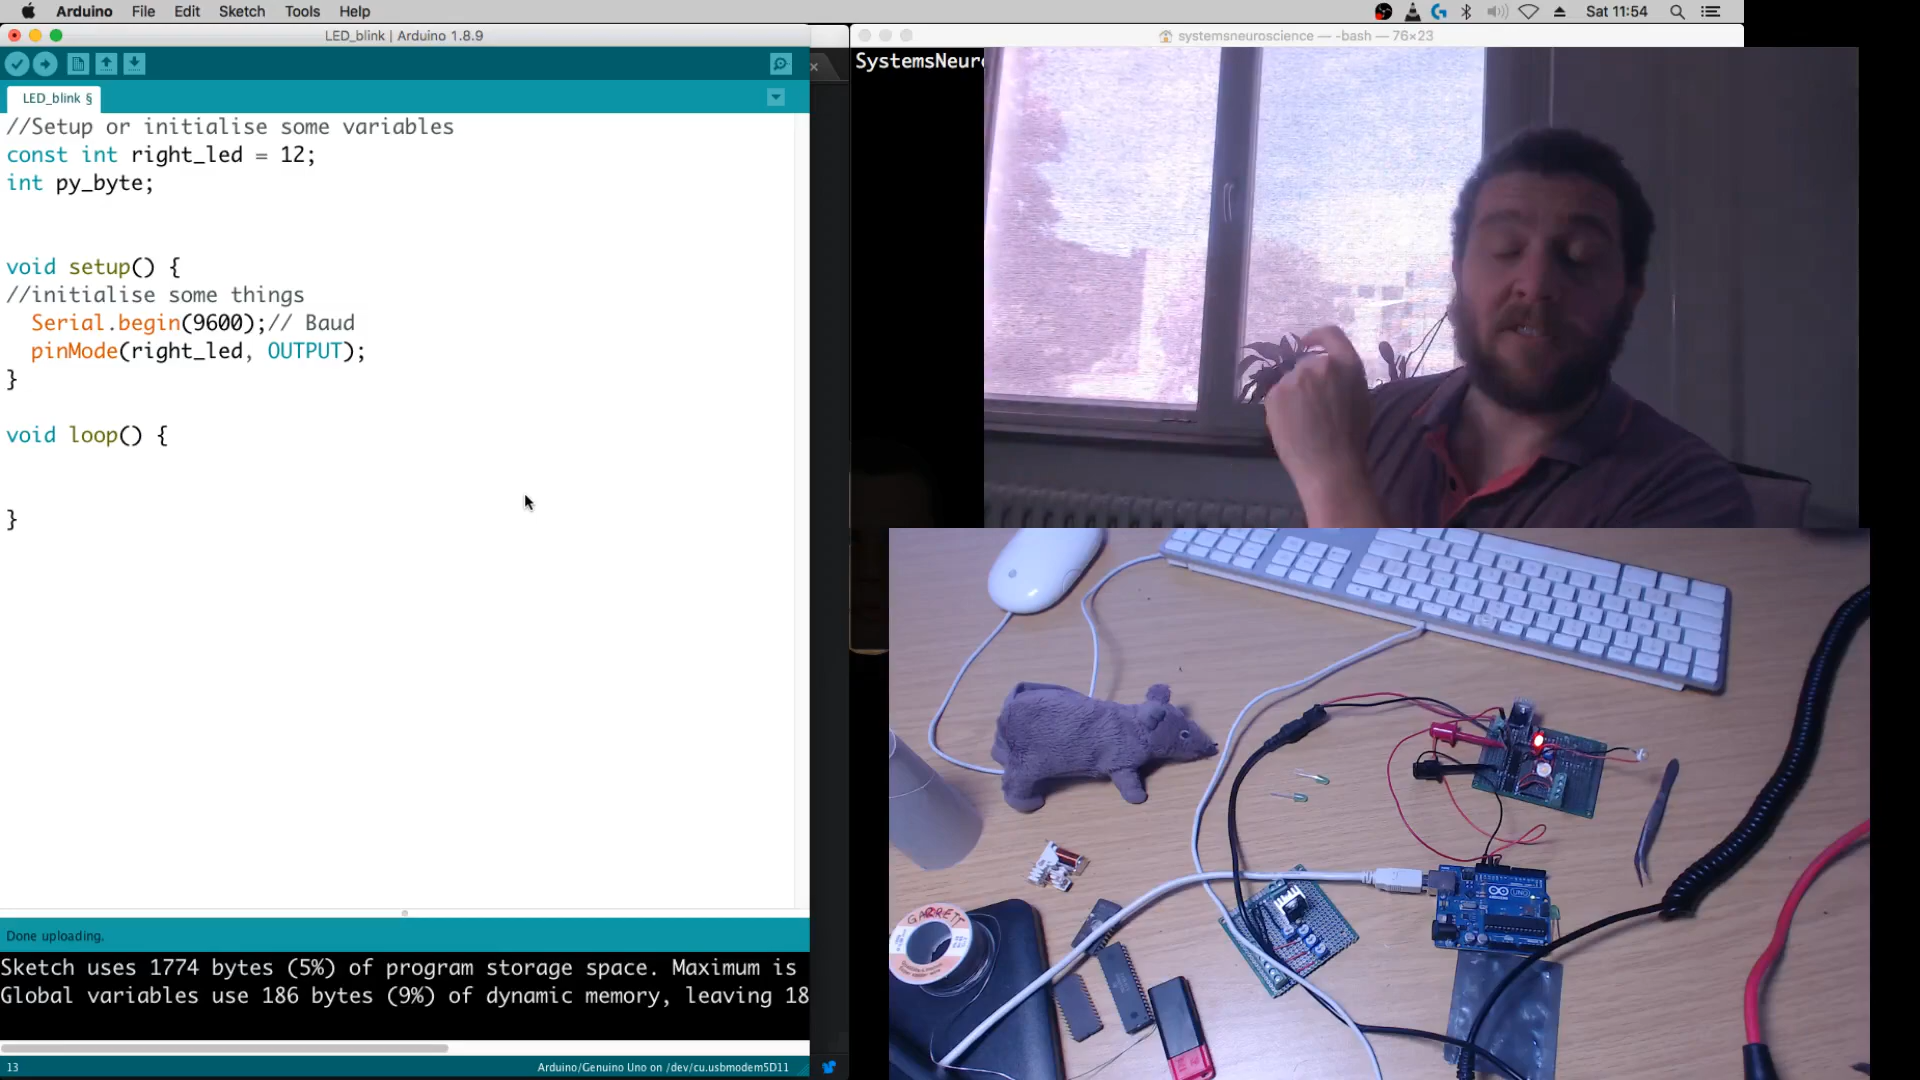 Arduino File Edit Sketch Tools Help
Sat 11:54
LED_blink | Arduino 1.8.9
systemsneuroscience — -bash — 76×23
SystemsNeur
LED_blink §
//Setup or initialise some variables
const int right_led = 12;
int py_byte;
void setup() {
//initialise some things
Serial.begin(9600);// Baud
pinMode(right_led, OUTPUT);
}
void loop() {
}
Done uploading.
Sketch uses 1774 bytes (5%) of program storage space. Maximum is
Global variables use 186 bytes (9%) of dynamic memory, leaving 18
13
Arduino/Genuino Uno on /dev/cu.usbmodem5D11
GARRETT
UNO